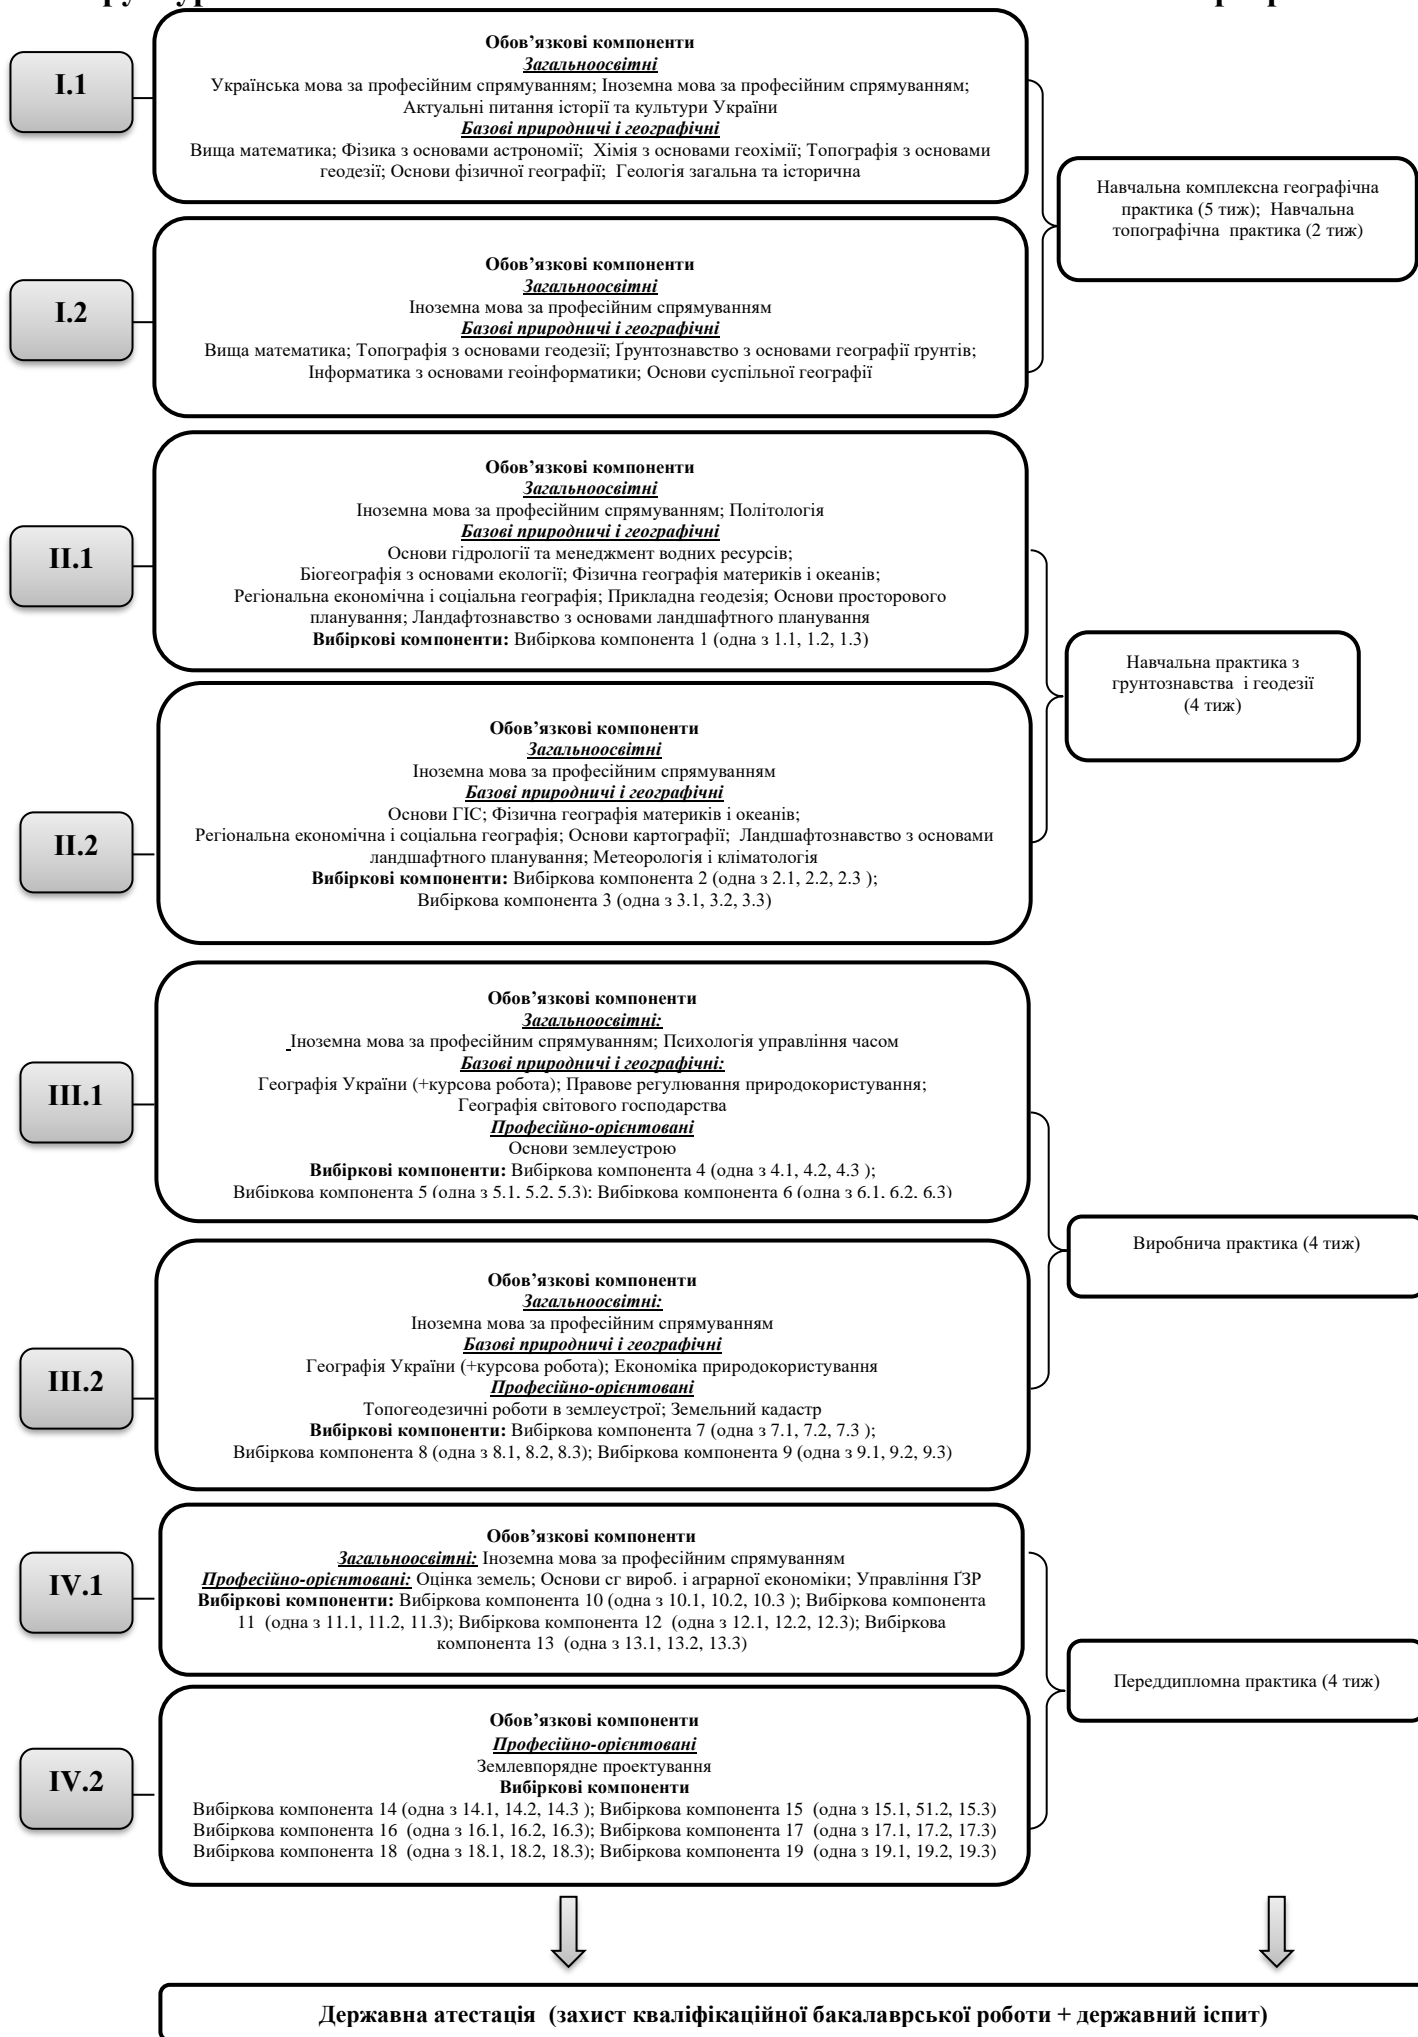 I.1
Обов’язкові компоненти
Загальноосвітні
Українська мова за професійним спрямуванням; Іноземна мова за професійним спрямуванням;
Актуальні питання історії та культури України
Базові природничі і географічні
Вища математика; Фізика з основами астрономії; Хімія з основами геохімії; Топографія з основами
геодезії; Основи фізичної географії; Геологія загальна та історична
Навчальна комплексна географічна
практика (5 тиж); Навчальна
топографічна практика (2 тиж)
I.2
Обов’язкові компоненти
Загальноосвітні
Іноземна мова за професійним спрямуванням
Базові природничі і географічні
Вища математика; Топографія з основами геодезії; Ґрунтознавство з основами географії ґрунтів;
Інформатика з основами геоінформатики; Основи суспільної географії
II.1
Обов’язкові компоненти
Загальноосвітні
Іноземна мова за професійним спрямуванням; Політологія
Базові природничі і географічні
Основи гідрології та менеджмент водних ресурсів;
Біогеографія з основами екології; Фізична географія материків і океанів;
Регіональна економічна і соціальна географія; Прикладна геодезія; Основи просторового
планування; Ландафтознавство з основами ландшафтного планування
Вибіркові компоненти: Вибіркова компонента 1 (одна з 1.1, 1.2, 1.3)
Навчальна практика з
грунтознавства і геодезії
(4 тиж)
II.2
Обов’язкові компоненти
Загальноосвітні
Іноземна мова за професійним спрямуванням
Базові природничі і географічні
Основи ГІС; Фізична географія материків і океанів;
Регіональна економічна і соціальна географія; Основи картографії; Ландшафтознавство з основами
ландшафтного планування; Метеорологія і кліматологія
Вибіркові компоненти: Вибіркова компонента 2 (одна з 2.1, 2.2, 2.3 );
Вибіркова компонента 3 (одна з 3.1, 3.2, 3.3)
III.1
Обов’язкові компоненти
Загальноосвітні:
Іноземна мова за професійним спрямуванням; Психологія управління часом
Базові природничі і географічні:
Географія України (+курсова робота); Правове регулювання природокористування;
Географія світового господарства
Професійно-орієнтовані
Основи землеустрою
Вибіркові компоненти: Вибіркова компонента 4 (одна з 4.1, 4.2, 4.3 );
Вибіркова компонента 5 (одна з 5.1, 5.2, 5.3); Вибіркова компонента 6 (одна з 6.1, 6.2, 6.3)
Виробнича практика (4 тиж)
III.2
Обов’язкові компоненти
Загальноосвітні:
Іноземна мова за професійним спрямуванням
Базові природничі і географічні
Географія України (+курсова робота); Економіка природокористування
Професійно-орієнтовані
Топогеодезичні роботи в землеустрої; Земельний кадастр
Вибіркові компоненти: Вибіркова компонента 7 (одна з 7.1, 7.2, 7.3 );
Вибіркова компонента 8 (одна з 8.1, 8.2, 8.3); Вибіркова компонента 9 (одна з 9.1, 9.2, 9.3)
IV.1
Обов’язкові компоненти
Загальноосвітні: Іноземна мова за професійним спрямуванням
Професійно-орієнтовані: Оцінка земель; Основи сг вироб. і аграрної економіки; Управління ҐЗР
Вибіркові компоненти: Вибіркова компонента 10 (одна з 10.1, 10.2, 10.3 ); Вибіркова компонента
11 (одна з 11.1, 11.2, 11.3); Вибіркова компонента 12 (одна з 12.1, 12.2, 12.3); Вибіркова
компонента 13 (одна з 13.1, 13.2, 13.3)
Переддипломна практика (4 тиж)
IV.2
Обов’язкові компоненти
Професійно-орієнтовані
Землевпорядне проектування
Вибіркові компоненти
Вибіркова компонента 14 (одна з 14.1, 14.2, 14.3 ); Вибіркова компонента 15 (одна з 15.1, 51.2, 15.3)
Вибіркова компонента 16 (одна з 16.1, 16.2, 16.3); Вибіркова компонента 17 (одна з 17.1, 17.2, 17.3)
Вибіркова компонента 18 (одна з 18.1, 18.2, 18.3); Вибіркова компонента 19 (одна з 19.1, 19.2, 19.3)
Державна атестація (захист кваліфікаційної бакалаврської роботи + державний іспит)